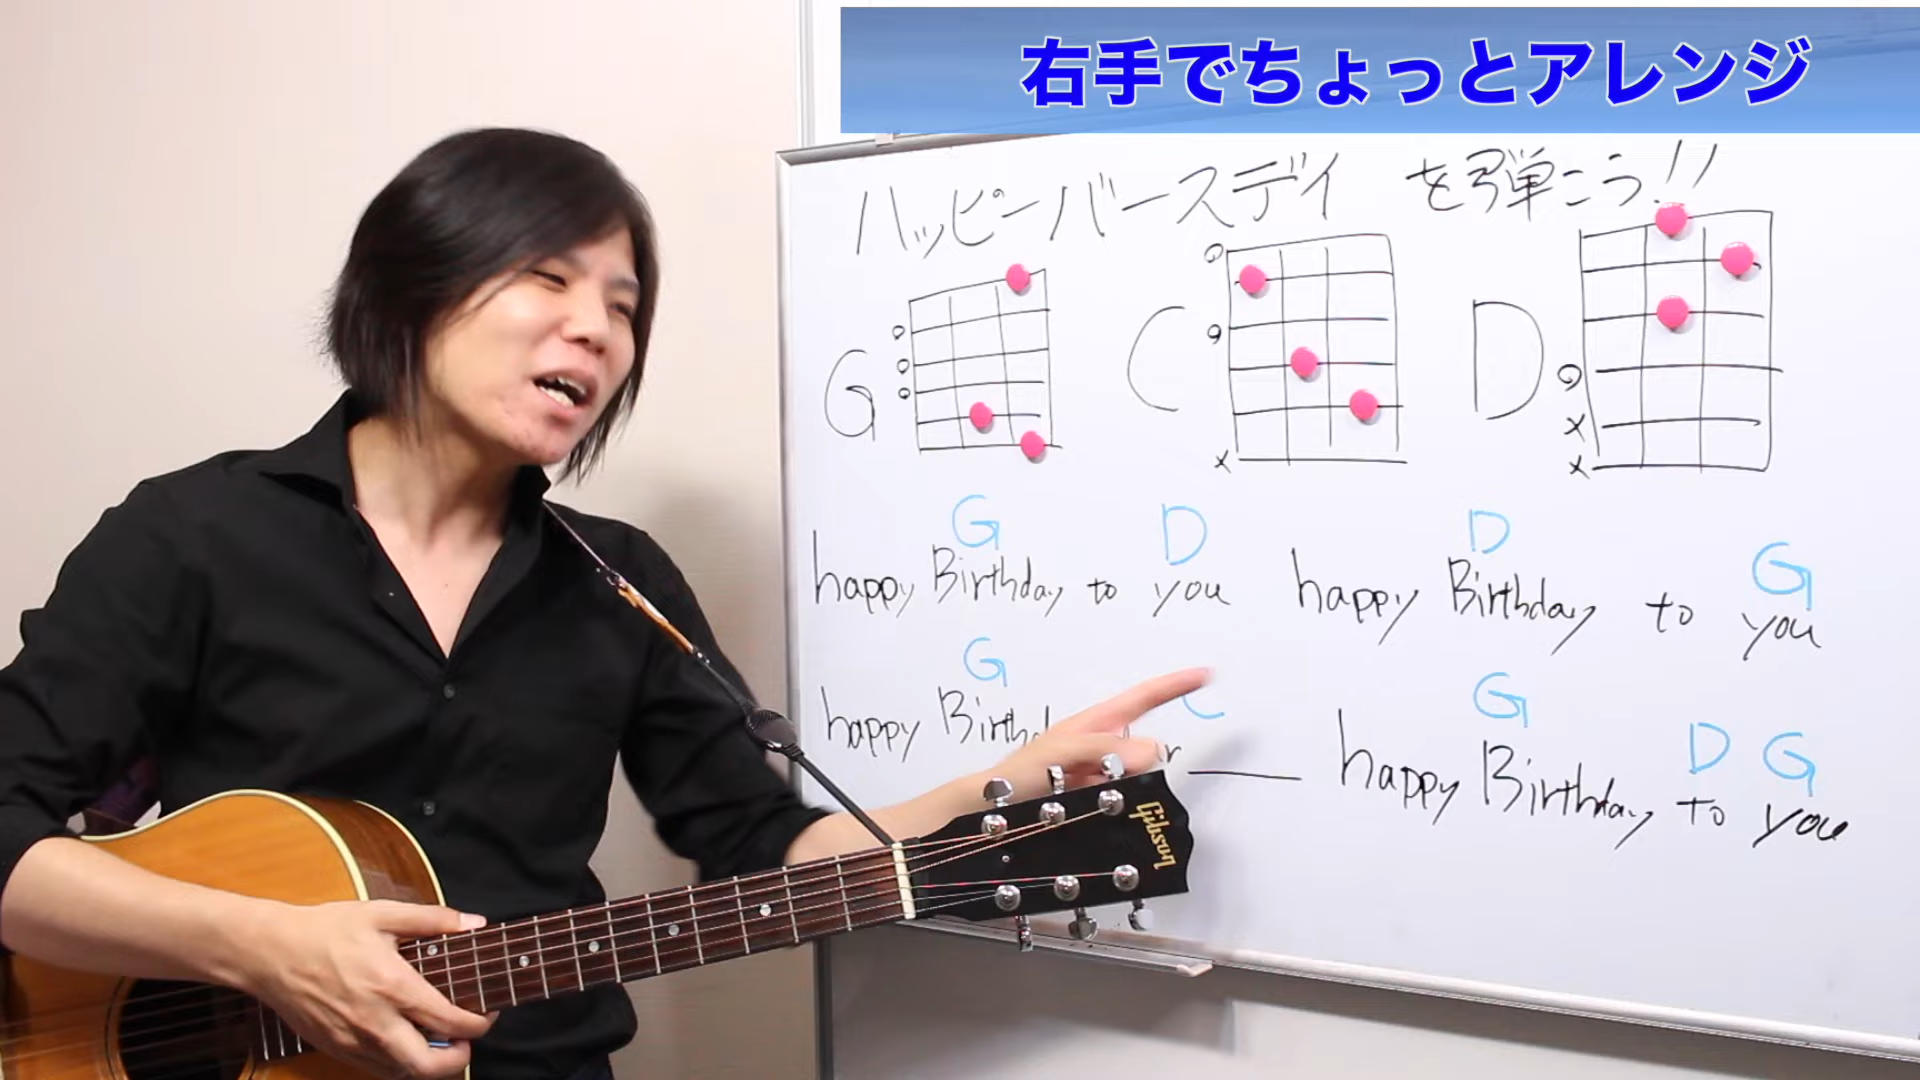 右手でちょっとアレンジ
ハッピーバースデイ を弾こう!!
G C D
G D D G
happy Birthday to you happy Birthday to you
G C G D G
happy Birth r happy Birthday to you
Gibson